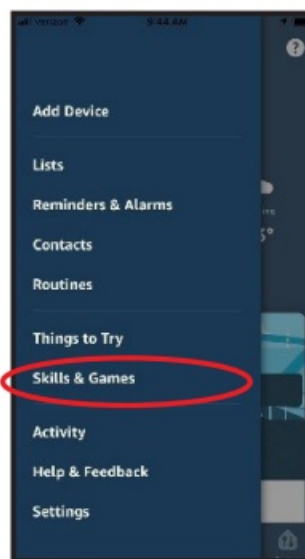 verizon 9:44 AM
?
Add Device
Lists
Reminders & Alarms
Contacts
Routines
Things to Try
Skills & Games
Activity
Help & Feedback
Settings